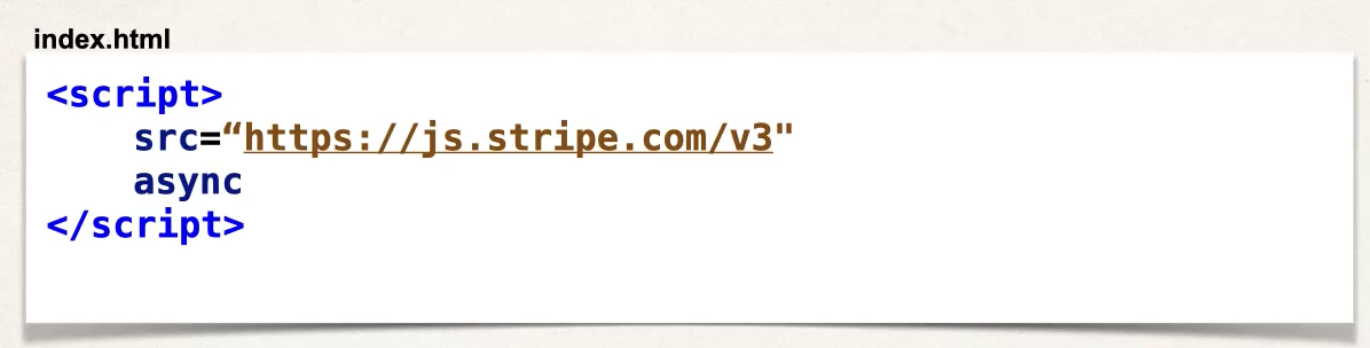 index.html
<script>
src=“https://js.stripe.com/v3"
async
</script>